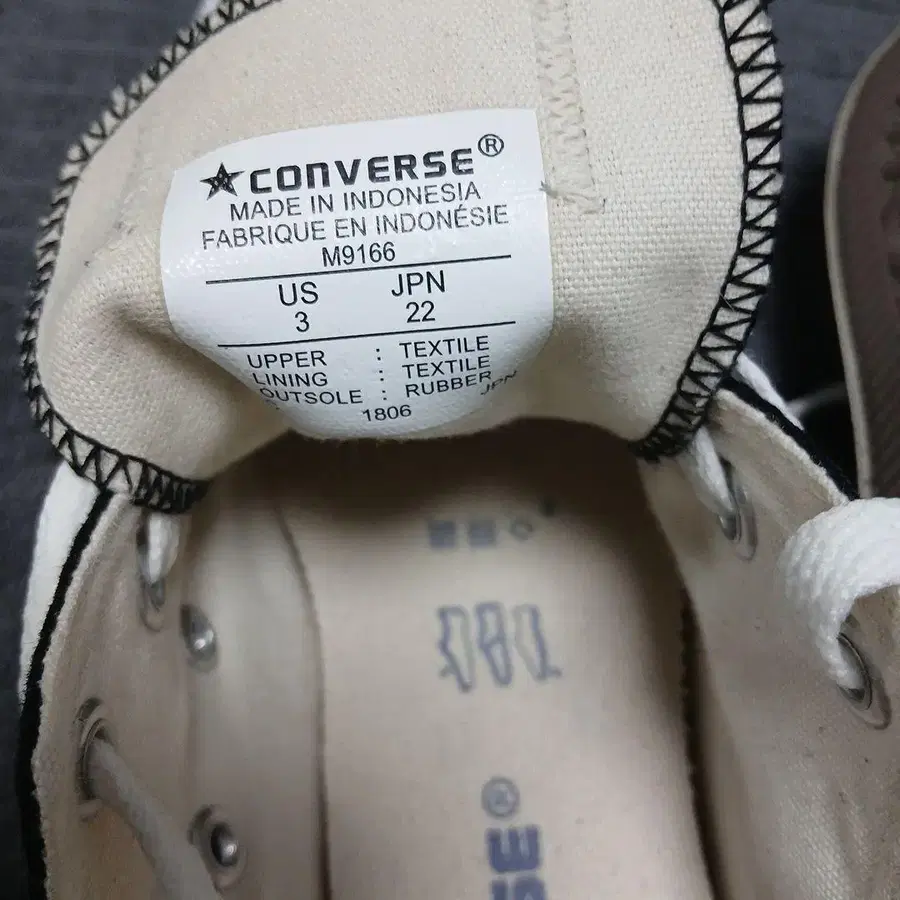 ★CONVERSE®
MADE IN INDONESIA
FABRIQUE EN INDONÉSIE
M9166
US JPN
3 22
UPPER : TEXTILE
LINING : TEXTILE
OUTSOLE : RUBBER
JPN
1806
SE®